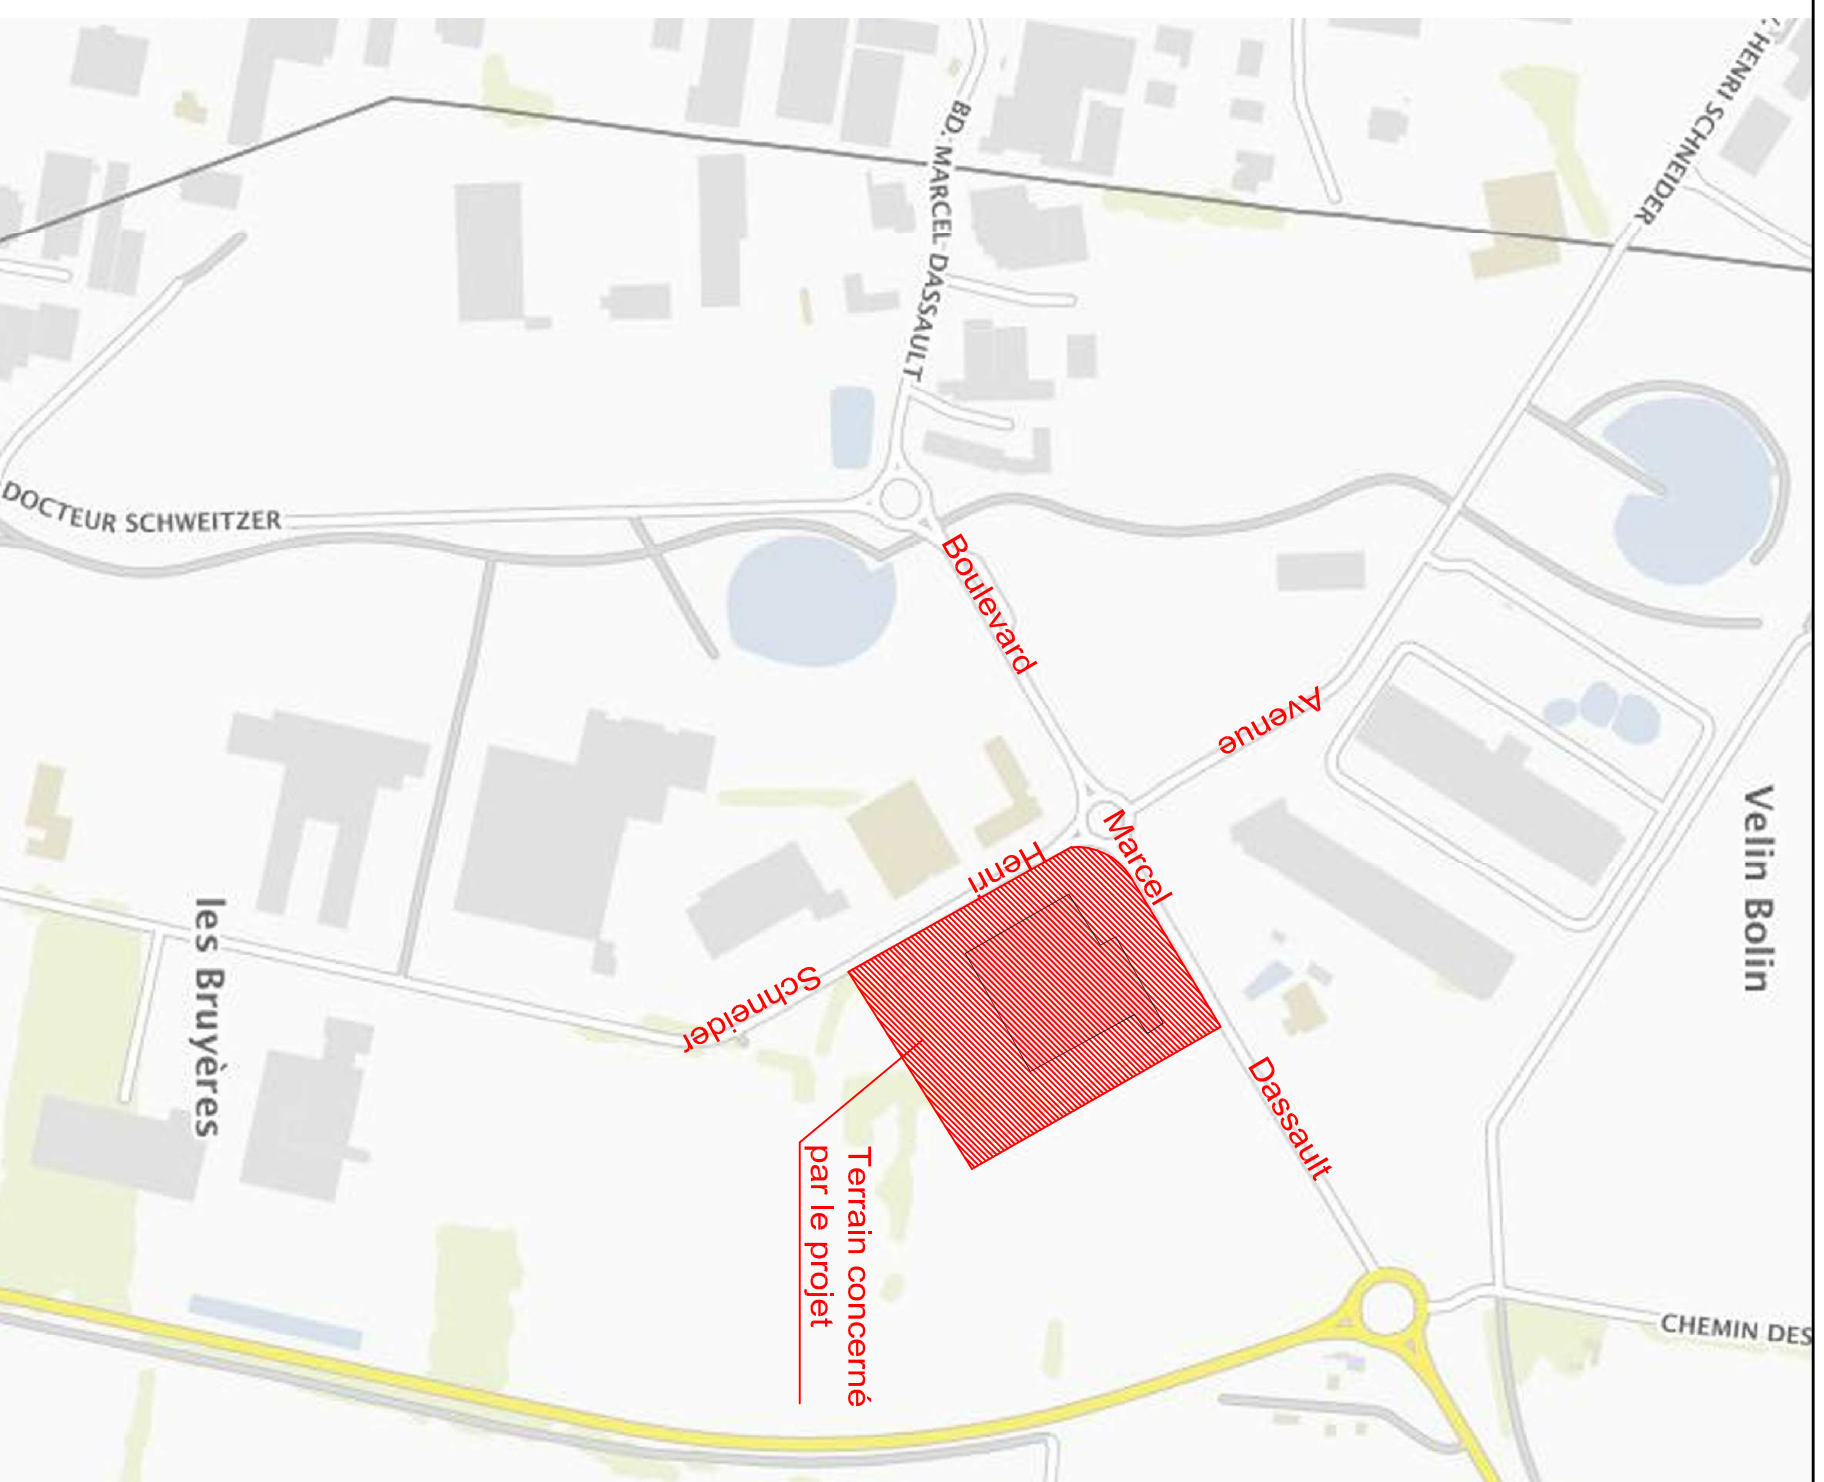 BD. MARCEL DASSAULT
HENRI SCHNEIDER
DOCTEUR SCHWEITZER
Boulevard
Marcel
Dassault
Avenue
Henri
Schneider
Velin Bolin
les Bruyères
Terrain concerné
par le projet
CHEMIN DES